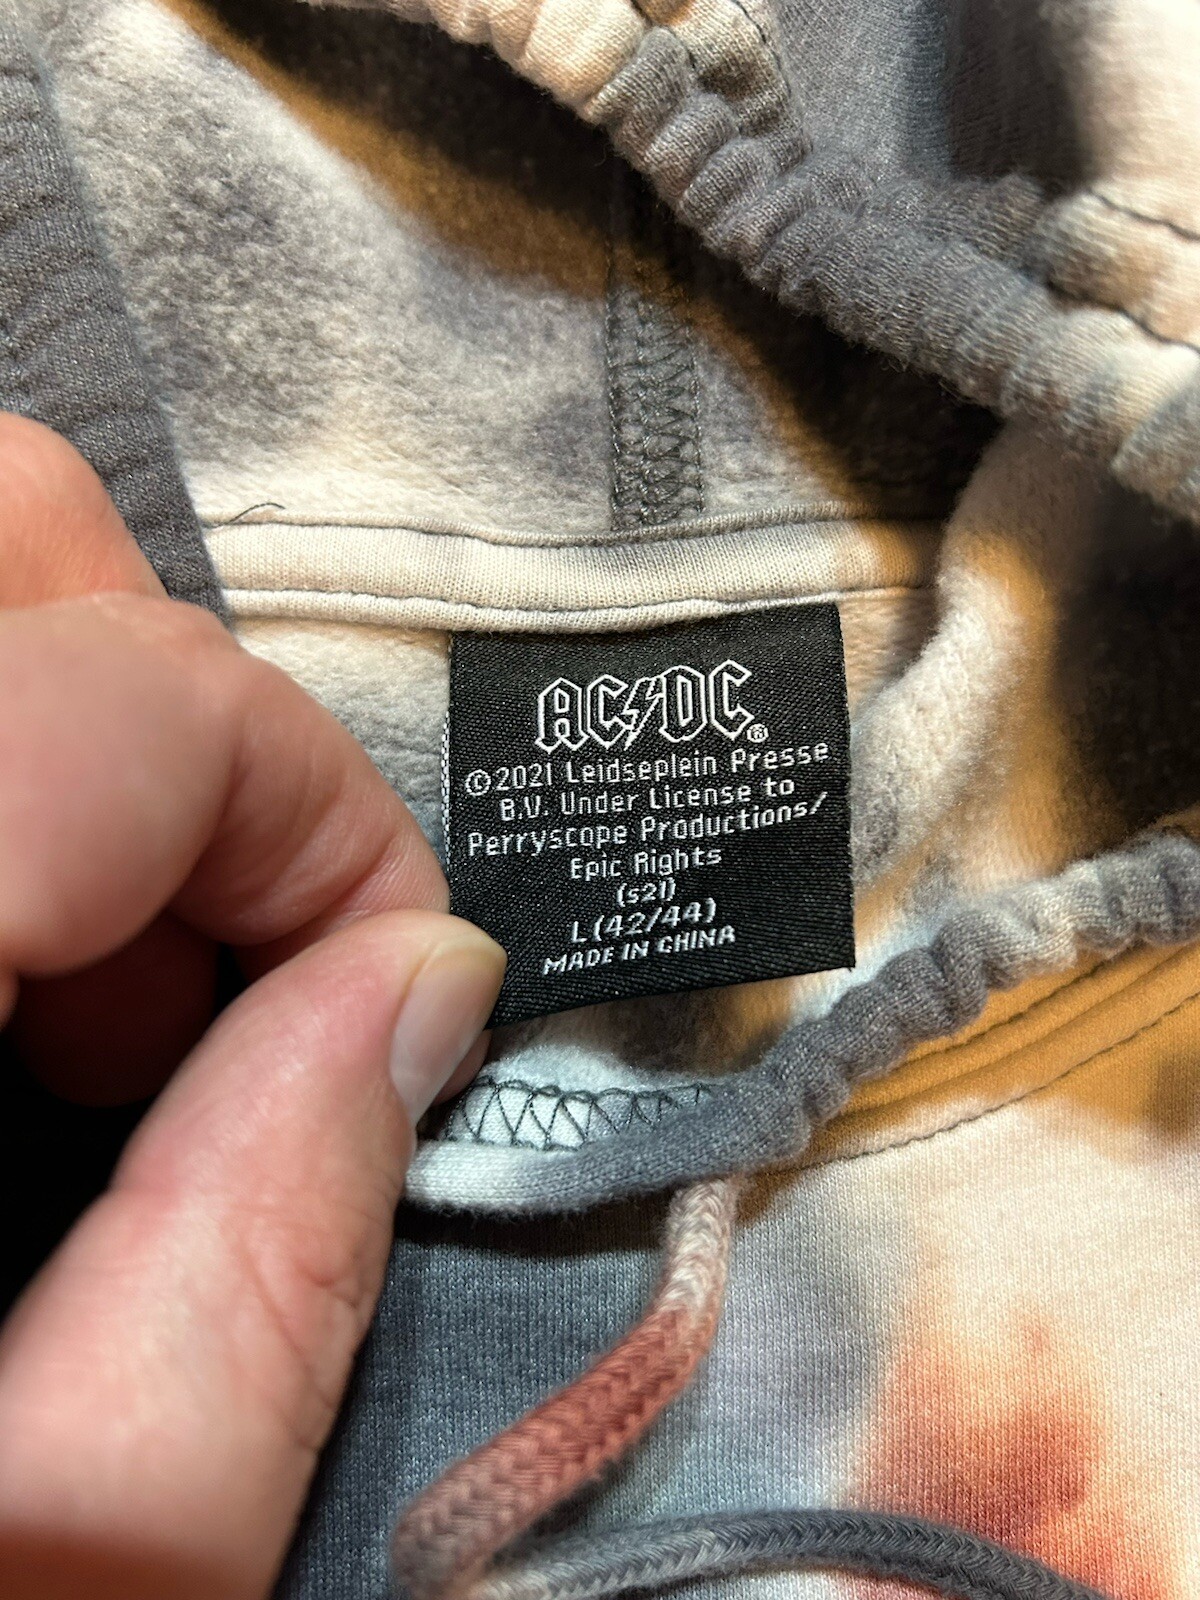 AC/DC®
©2021 Leidseplein Presse
B.V. Under License to
Perryscope Productions/
Epic Rights
(s21)
L(42/44)
MADE IN CHINA